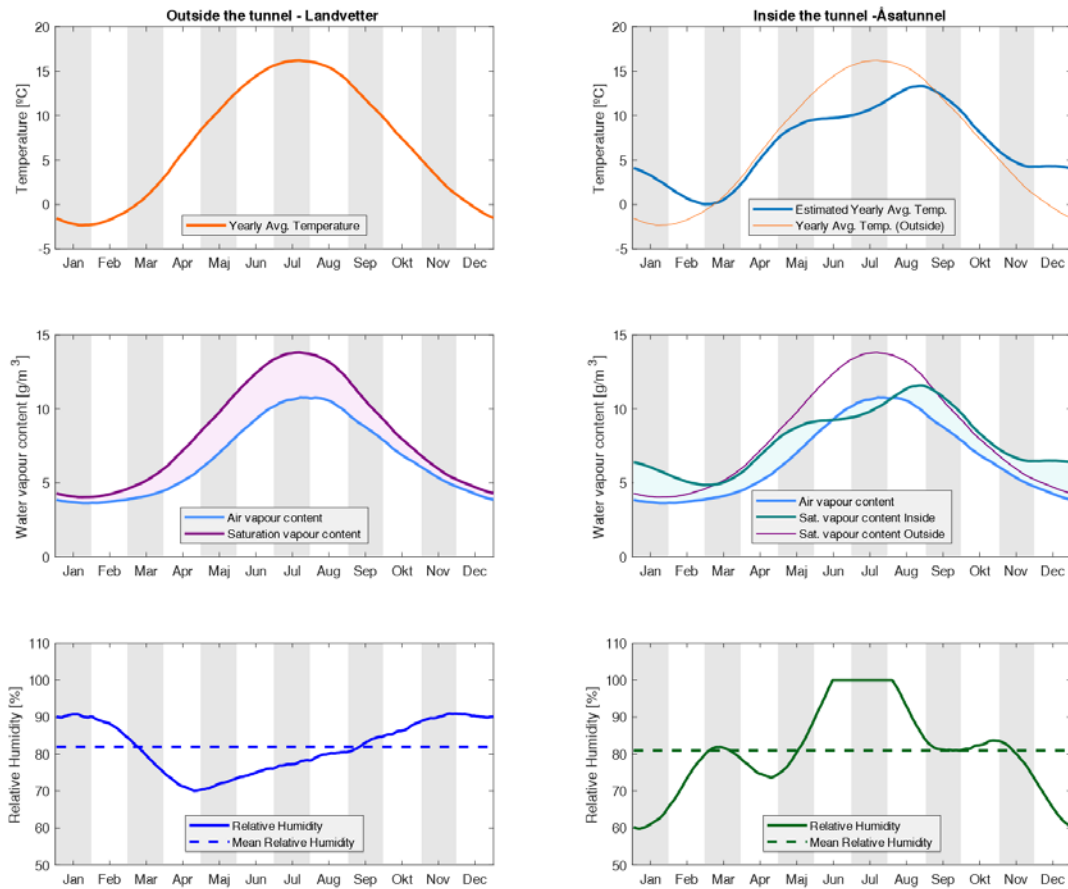 Outside the tunnel - Landvetter
Temperature [ºC]
20
15
10
5
0
-5
Yearly Avg. Temperature
Jan Feb Mar Apr Maj Jun Jul Aug Sep Okt Nov Dec
Inside the tunnel -Åsatunnel
Temperature [ºC]
20
15
10
5
0
-5
Estimated Yearly Avg. Temp.
Yearly Avg. Temp. (Outside)
Jan Feb Mar Apr Maj Jun Jul Aug Sep Okt Nov Dec
Water vapour content [g/m³]
15
10
5
0
Air vapour content
Saturation vapour content
Jan Feb Mar Apr Maj Jun Jul Aug Sep Okt Nov Dec
Water vapour content [g/m³]
15
10
5
0
Air vapour content
Sat. vapour content Inside
Sat. vapour content Outside
Jan Feb Mar Apr Maj Jun Jul Aug Sep Okt Nov Dec
Relative Humidity [%]
110
100
90
80
70
60
50
Relative Humidity
Mean Relative Humidity
Jan Feb Mar Apr Maj Jun Jul Aug Sep Okt Nov Dec
Relative Humidity [%]
110
100
90
80
70
60
50
Relative Humidity
Mean Relative Humidity
Jan Feb Mar Apr Maj Jun Jul Aug Sep Okt Nov Dec